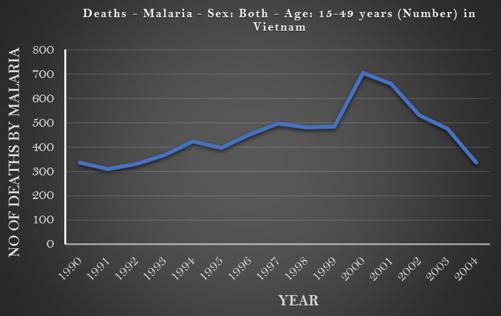 Deaths - Malaria - Sex: Both - Age: 15-49 years (Number) in
Vietnam
NO OF DEATHS BY MALARIA
800
700
600
500
400
300
200
100
0
1990 1991 1992 1993 1994 1995 1996 1997 1998 1999 2000 2001 2002 2003 2004
YEAR